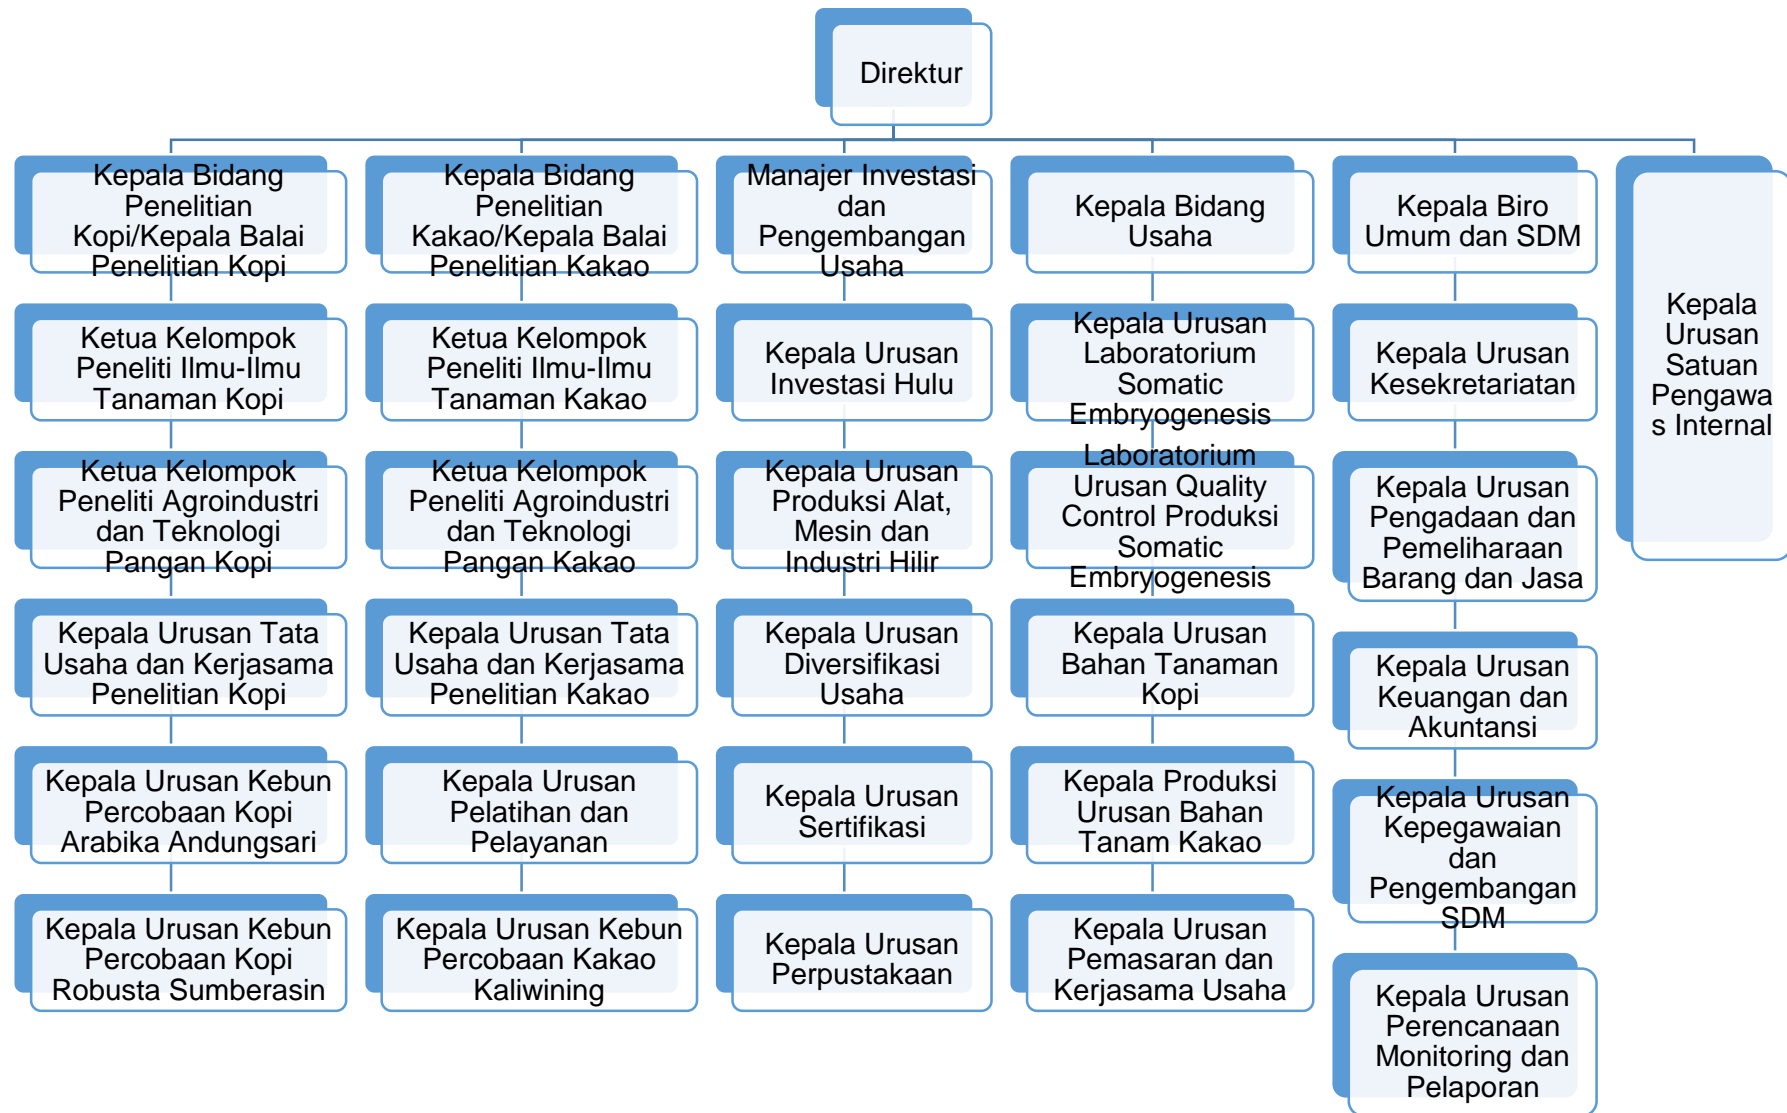 Direktur
Kepala Bidang
Penelitian
Kopi/Kepala Balai
Penelitian Kopi
Ketua Kelompok
Peneliti Ilmu-Ilmu
Tanaman Kopi
Ketua Kelompok
Peneliti Agroindustri
dan Teknologi
Pangan Kopi
Kepala Urusan Tata
Usaha dan Kerjasama
Penelitian Kopi
Kepala Urusan Kebun
Percobaan Kopi
Arabika Andungsari
Kepala Urusan Kebun
Percobaan Kopi
Robusta Sumberasin
Kepala Bidang
Penelitian
Kakao/Kepala Balai
Penelitian Kakao
Ketua Kelompok
Peneliti Ilmu-Ilmu
Tanaman Kakao
Ketua Kelompok
Peneliti Agroindustri
dan Teknologi
Pangan Kakao
Kepala Urusan Tata
Usaha dan Kerjasama
Penelitian Kakao
Kepala Urusan
Pelatihan dan
Pelayanan
Kepala Urusan Kebun
Percobaan Kakao
Kaliwining
Manajer Investasi
dan
Pengembangan
Usaha
Kepala Urusan
Investasi Hulu
Kepala Urusan
Produksi Alat,
Mesin dan
Industri Hilir
Kepala Urusan
Diversifikasi
Usaha
Kepala Urusan
Sertifikasi
Kepala Urusan
Perpustakaan
Kepala Bidang
Usaha
Kepala Urusan
Laboratorium
Somatic
Embryogenesis
Laboratorium
Urusan Quality
Control Produksi
Somatic
Embryogenesis
Kepala Urusan
Bahan Tanaman
Kopi
Kepala Produksi
Urusan Bahan
Tanam Kakao
Kepala Urusan
Pemasaran dan
Kerjasama Usaha
Kepala Biro
Umum dan SDM
Kepala Urusan
Kesekretariatan
Kepala Urusan
Pengadaan dan
Pemeliharaan
Barang dan Jasa
Kepala Urusan
Keuangan dan
Akuntansi
Kepala Urusan
Kepegawaian
dan
Pengembangan
SDM
Kepala Urusan
Perencanaan
Monitoring dan
Pelaporan
Kepala
Urusan
Satuan
Pengawa
s Internal